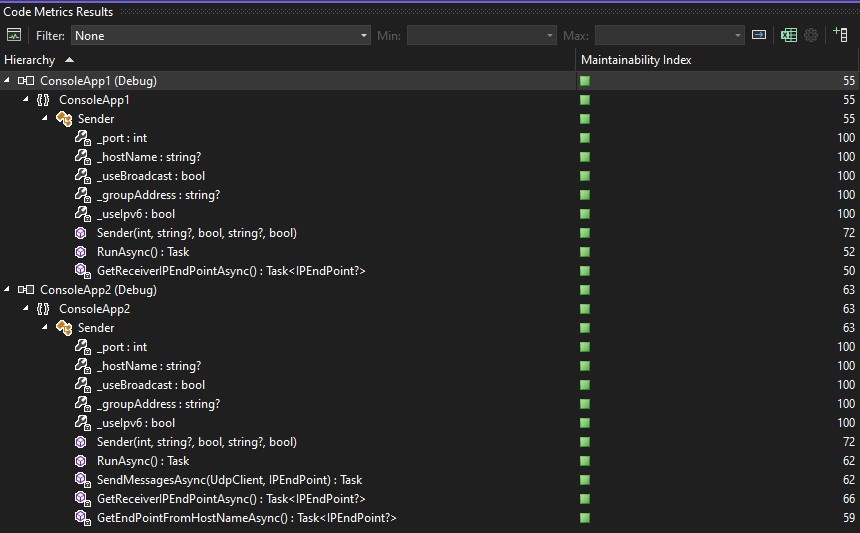 Code Metrics Results
Filter: None Min: Max:
Hierarchy Maintainability Index
ConsoleApp1 (Debug) 55
{} ConsoleApp1 55
Sender 55
_port : int 100
_hostName : string? 100
_useBroadcast : bool 100
_groupAddress : string? 100
_useIpv6 : bool 100
Sender(int, string?, bool, string?, bool) 72
RunAsync() : Task 52
GetReceiverIPEndPointAsync() : Task<IPEndPoint?> 50
ConsoleApp2 (Debug) 63
{} ConsoleApp2 63
Sender 63
_port : int 100
_hostName : string? 100
_useBroadcast : bool 100
_groupAddress : string? 100
_useIpv6 : bool 100
Sender(int, string?, bool, string?, bool) 72
RunAsync() : Task 62
SendMessagesAsync(UdpClient, IPEndPoint) : Task 62
GetReceiverIPEndPointAsync() : Task<IPEndPoint?> 66
GetEndPointFromHostNameAsync() : Task<IPEndPoint?> 59